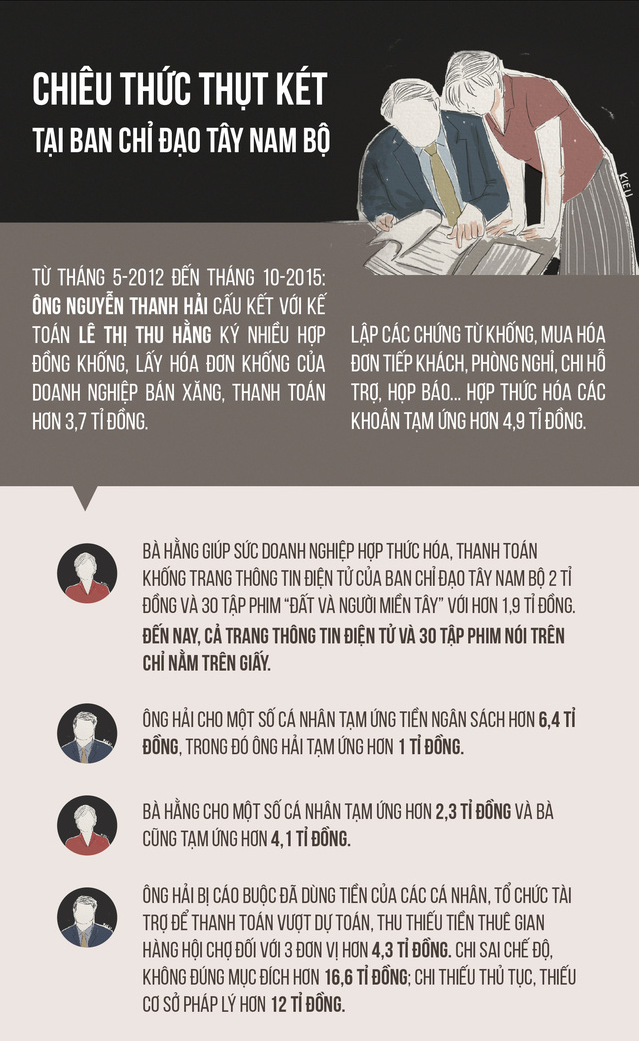 CHIÊU THỨC THỤT KÉT
TẠI BAN CHỈ ĐẠO TÂY NAM BỘ
KIEU
TỪ THÁNG 5-2012 ĐẾN THÁNG 10-2015:
ÔNG NGUYỄN THANH HẢI CẤU KẾT VỚI KẾ
TOÁN LÊ THỊ THU HẰNG KÝ NHIỀU HỢP
ĐỒNG KHỐNG, LẤY HÓA ĐƠN KHỐNG CỦA
DOANH NGHIỆP BÁN XĂNG, THANH TOÁN
HƠN 3,7 TỈ ĐỒNG.
LẬP CÁC CHỨNG TỪ KHỐNG, MUA HÓA
ĐƠN TIẾP KHÁCH, PHÒNG NGHỈ, CHI HỖ
TRỢ, HỌP BÁO... HỢP THỨC HÓA CÁC
KHOẢN TẠM ỨNG HƠN 4,9 TỈ ĐỒNG.
BÀ HẰNG GIÚP SỨC DOANH NGHIỆP HỢP THỨC HÓA, THANH TOÁN
KHỐNG TRANG THÔNG TIN ĐIỆN TỬ CỦA BAN CHỈ ĐẠO TÂY NAM BỘ 2 TỈ
ĐỒNG VÀ 30 TẬP PHIM “ĐẤT VÀ NGƯỜI MIỀN TÂY” VỚI HƠN 1,9 TỈ ĐỒNG.
ĐẾN NAY, CẢ TRANG THÔNG TIN ĐIỆN TỬ VÀ 30 TẬP PHIM NÓI TRÊN
CHỈ NẰM TRÊN GIẤY.
ÔNG HẢI CHO MỘT SỐ CÁ NHÂN TẠM ỨNG TIỀN NGÂN SÁCH HƠN 6,4 TỈ
ĐỒNG, TRONG ĐÓ ÔNG HẢI TẠM ỨNG HƠN 1 TỈ ĐỒNG.
BÀ HẰNG CHO MỘT SỐ CÁ NHÂN TẠM ỨNG HƠN 2,3 TỈ ĐỒNG VÀ BÀ
CŨNG TẠM ỨNG HƠN 4,1 TỈ ĐỒNG.
ÔNG HẢI BỊ CÁO BUỘC ĐÃ DÙNG TIỀN CỦA CÁC CÁ NHÂN, TỔ CHỨC TÀI
TRỢ ĐỂ THANH TOÁN VƯỢT DỰ TOÁN, THU THIẾU TIỀN THUÊ GIAN
HÀNG HỘI CHỢ ĐỐI VỚI 3 ĐƠN VỊ HƠN 4,3 TỈ ĐỒNG. CHI SAI CHẾ ĐỘ,
KHÔNG ĐÚNG MỤC ĐÍCH HƠN 16,6 TỈ ĐỒNG; CHI THIẾU THỦ TỤC, THIẾU
CƠ SỞ PHÁP LÝ HƠN 12 TỈ ĐỒNG.